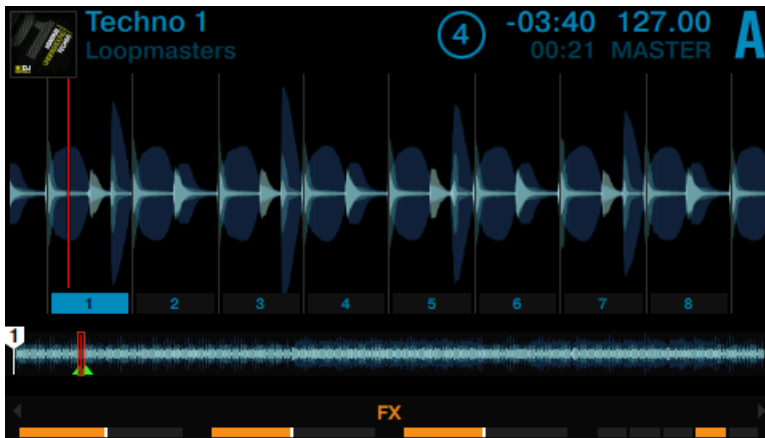 Techno 1
Loopmasters
4
-03:40 127.00
00:21 MASTER
A
1 2 3 4 5 6 7 8
1
FX